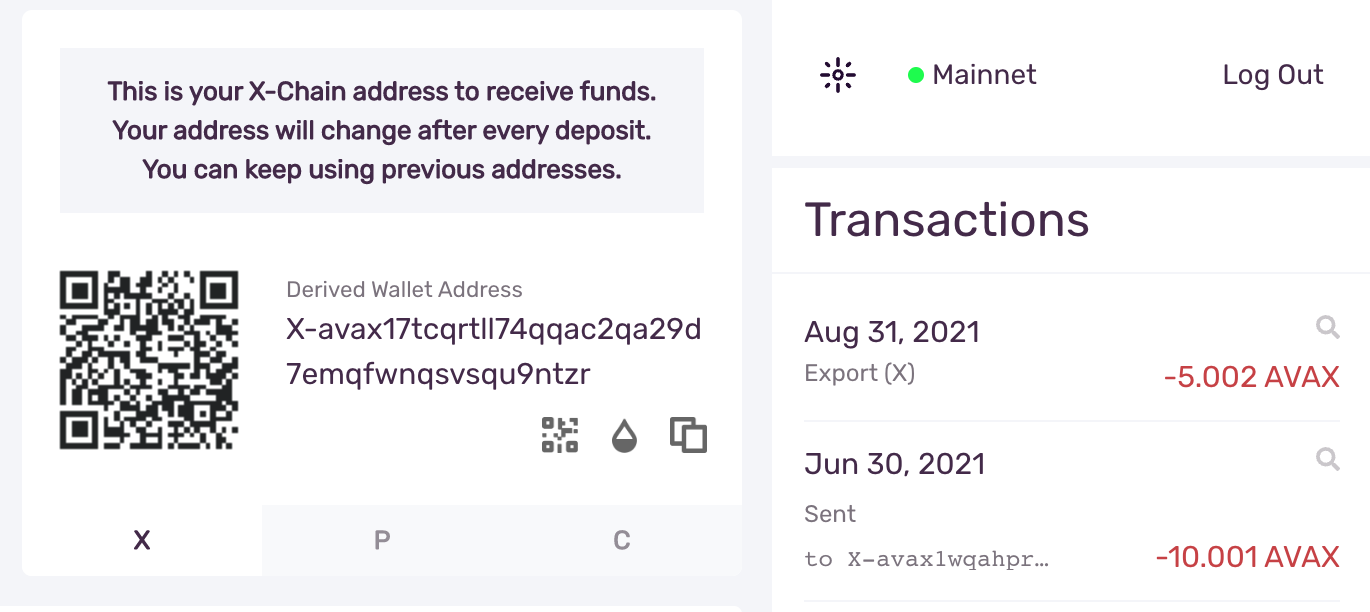 This is your X-Chain address to receive funds.
Your address will change after every deposit.
You can keep using previous addresses.
Derived Wallet Address
X-avax17tcqrtll74qqac2qa29d
7emqfwnqsvsqu9ntzr
X
P
C
Mainnet
Log Out
Transactions
Aug 31, 2021
Export (X)
-5.002 AVAX
Jun 30, 2021
Sent
to X-avax1wqahpr…
-10.001 AVAX